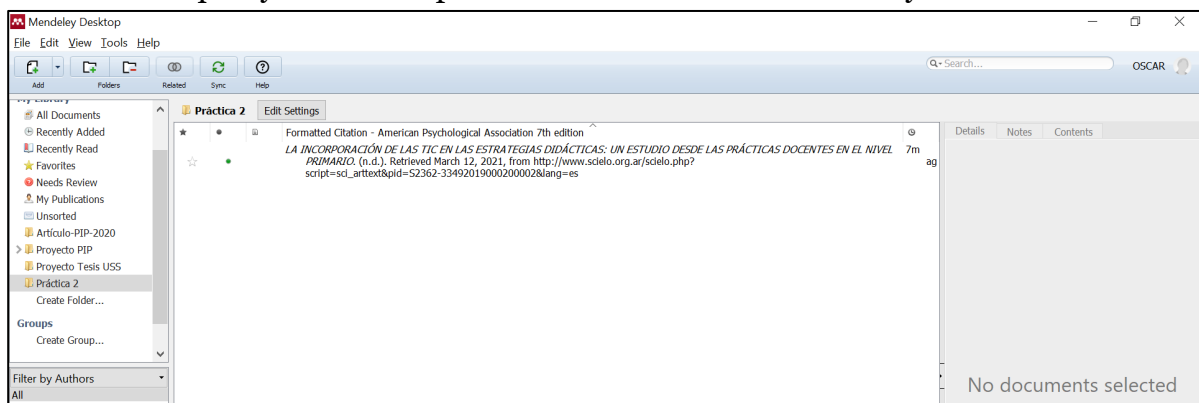 Mendeley Desktop
File Edit View Tools Help
Add Folders Related Sync Help
Search...
OSCAR
My Library
All Documents
Recently Added
Recently Read
Favorites
Needs Review
My Publications
Unsorted
Artículo-PIP-2020
Proyecto PIP
Proyecto Tesis USS
Práctica 2
Create Folder...
Groups
Create Group...
Filter by Authors
All
Práctica 2 Edit Settings
Formatted Citation - American Psychological Association 7th edition
LA INCORPORACIÓN DE LAS TIC EN LAS ESTRATEGIAS DIDÁCTICAS: UN ESTUDIO DESDE LAS PRÁCTICAS DOCENTES EN EL NIVEL 7m
PRIMARIO. (n.d.). Retrieved March 12, 2021, from http://www.scielo.org.ar/scielo.php? ag
script=sci_arttext&pid=S2362-33492019000200002&lang=es
Details Notes Contents
No documents selected